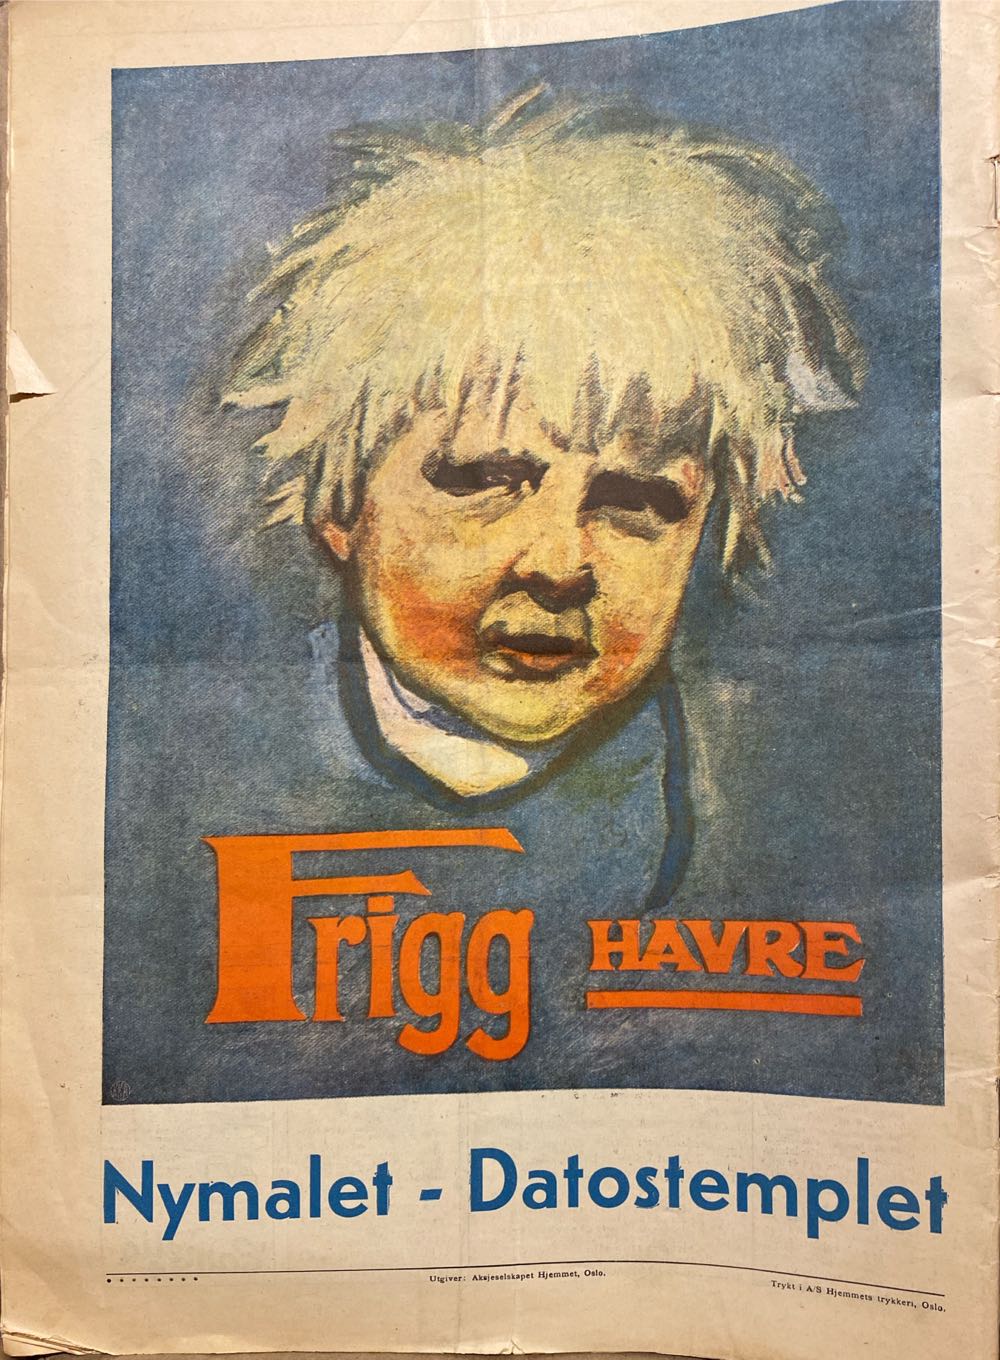 Frigg HAVRE
Nymalet - Datostemplet
Utgiver: Aksjeselskapet Hjemmet, Oslo.
Trykt i A/S Hjemmets trykkeri, Oslo.